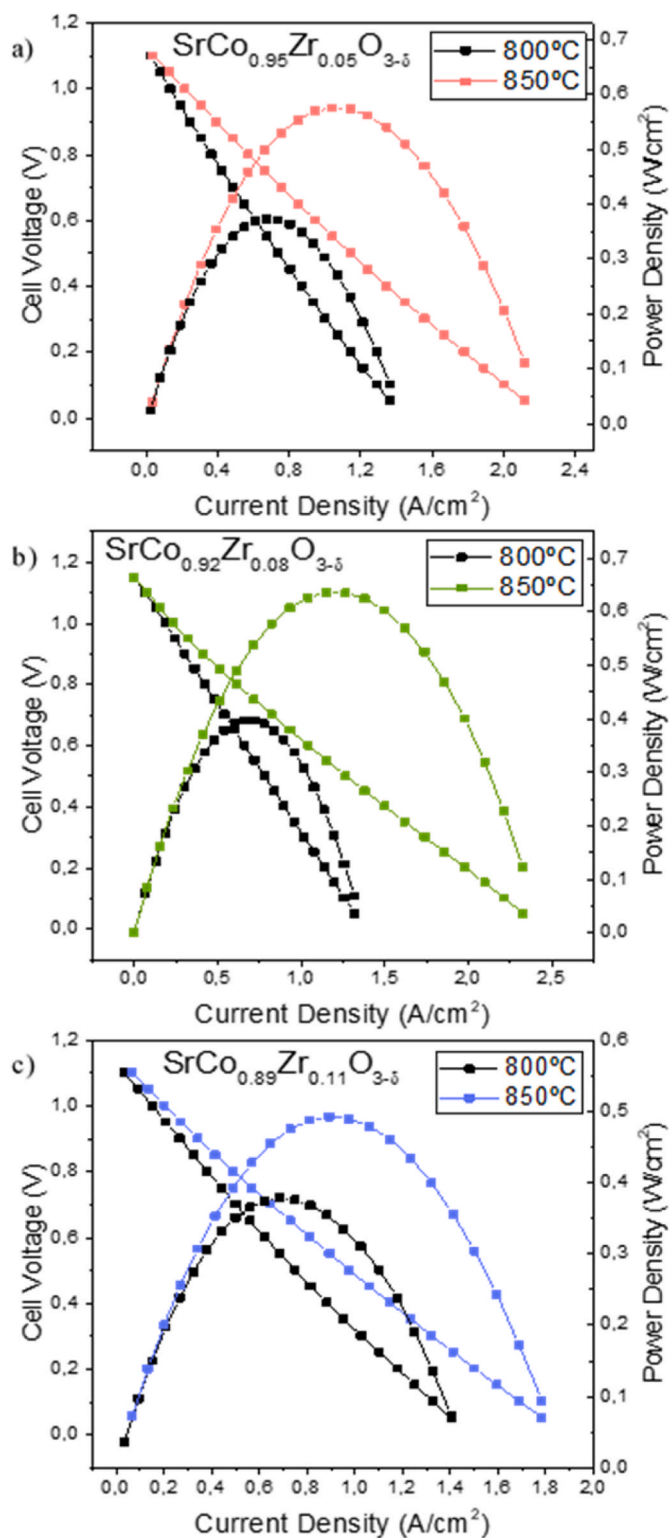 a)
SrCo0.95Zr0.05O3-δ
800ºC
850ºC
1,2
1,0
0,8
0,6
0,4
0,2
0,0
Cell Voltage (V)
0,7
0,6
0,5
0,4
0,3
0,2
0,1
0,0
Power Density (W/cm²)
0,0 0,4 0,8 1,2 1,6 2,0 2,4
Current Density (A/cm²)
b)
SrCo0.92Zr0.08O3-δ
800ºC
850ºC
1,2
1,0
0,8
0,6
0,4
0,2
0,0
Cell Voltage (V)
0,7
0,6
0,5
0,4
0,3
0,2
0,1
0,0
Power Density (W/cm²)
0,0 0,5 1,0 1,5 2,0 2,5
Current Density (A/cm²)
c)
SrCo0.89Zr0.11O3-δ
800ºC
850ºC
1,2
1,0
0,8
0,6
0,4
0,2
0,0
Cell Voltage (V)
0,6
0,5
0,4
0,3
0,2
0,1
0,0
Power Density (W/cm²)
0,0 0,2 0,4 0,6 0,8 1,0 1,2 1,4 1,6 1,8 2,0
Current Density (A/cm²)